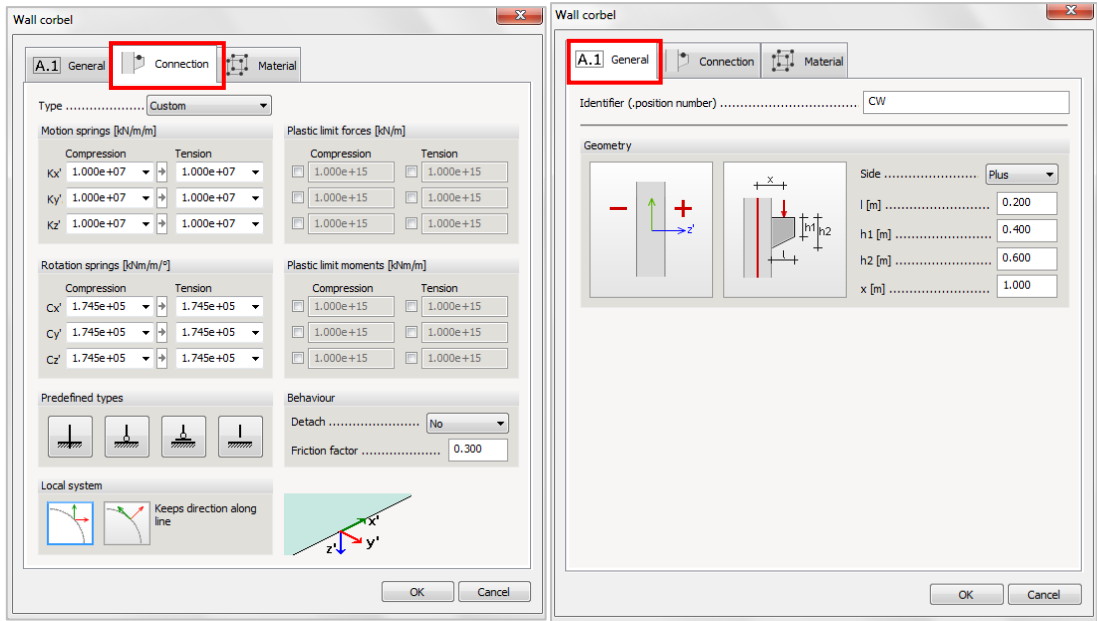 Wall corbel
A.1 General Connection Material
Type .................... Custom
Motion springs [kN/m/m]
Compression Tension
Kx' 1.000e+07 1.000e+07
Ky' 1.000e+07 1.000e+07
Kz' 1.000e+07 1.000e+07
Plastic limit forces [kN/m]
Compression Tension
1.000e+15 1.000e+15
1.000e+15 1.000e+15
1.000e+15 1.000e+15
Rotation springs [kNm/m/°]
Compression Tension
Cx' 1.745e+05 1.745e+05
Cy' 1.745e+05 1.745e+05
Cz' 1.745e+05 1.745e+05
Plastic limit moments [kNm/m]
Compression Tension
1.000e+15 1.000e+15
1.000e+15 1.000e+15
1.000e+15 1.000e+15
Predefined types
Behaviour
Detach ....................... No
Friction factor .................... 0.300
Local system
Keeps direction along
line
x'
y'
z'
OK Cancel
Wall corbel
A.1 General Connection Material
Identifier (.position number) .................................. CW
Geometry
− +
z'
x
h1 h2
l
Side ....................... Plus
l [m] .......................... 0.200
h1 [m] ........................ 0.400
h2 [m] ........................ 0.600
x [m] ......................... 1.000
OK Cancel